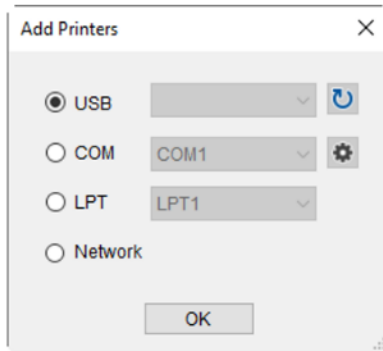 Add Printers
USB
COM COM1
LPT LPT1
Network
OK